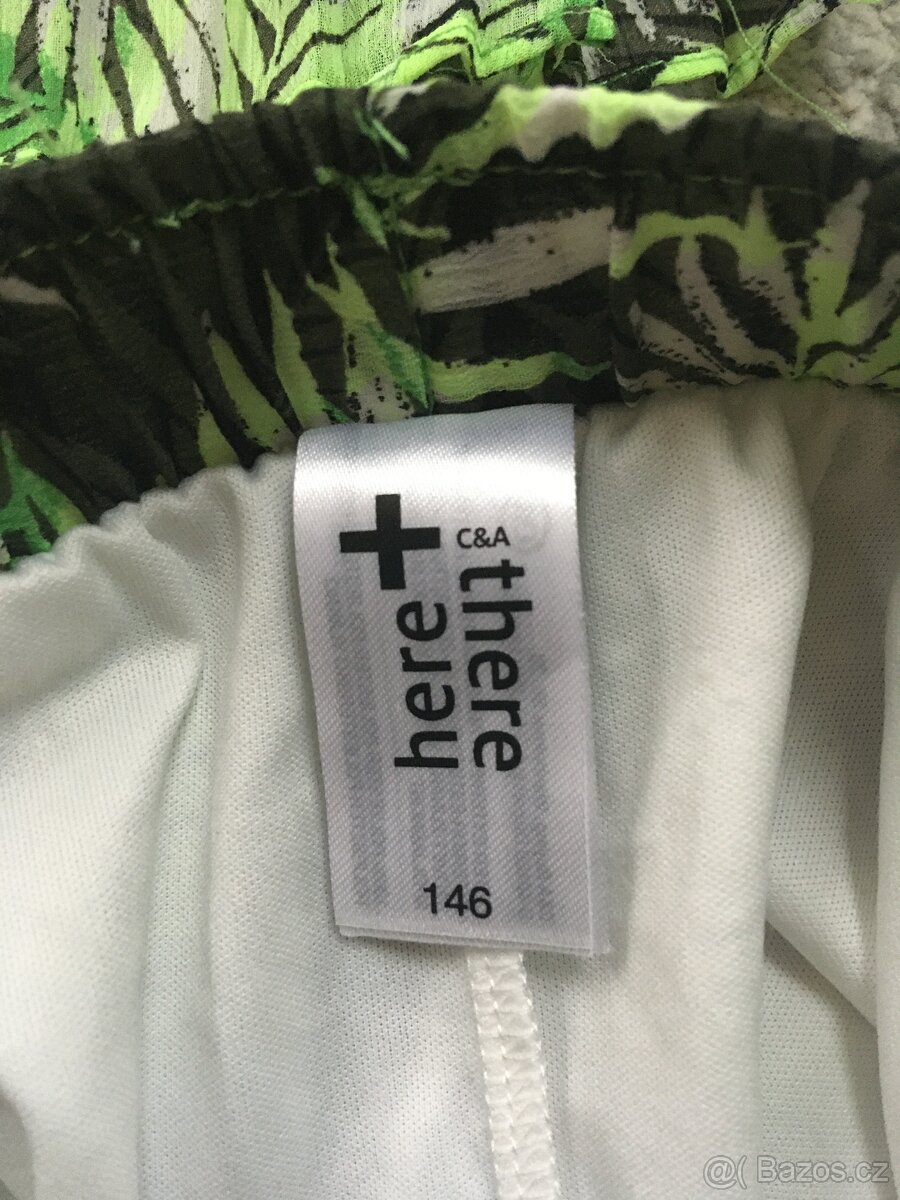 C&A
here
+
there
146
@( Bazos.cz